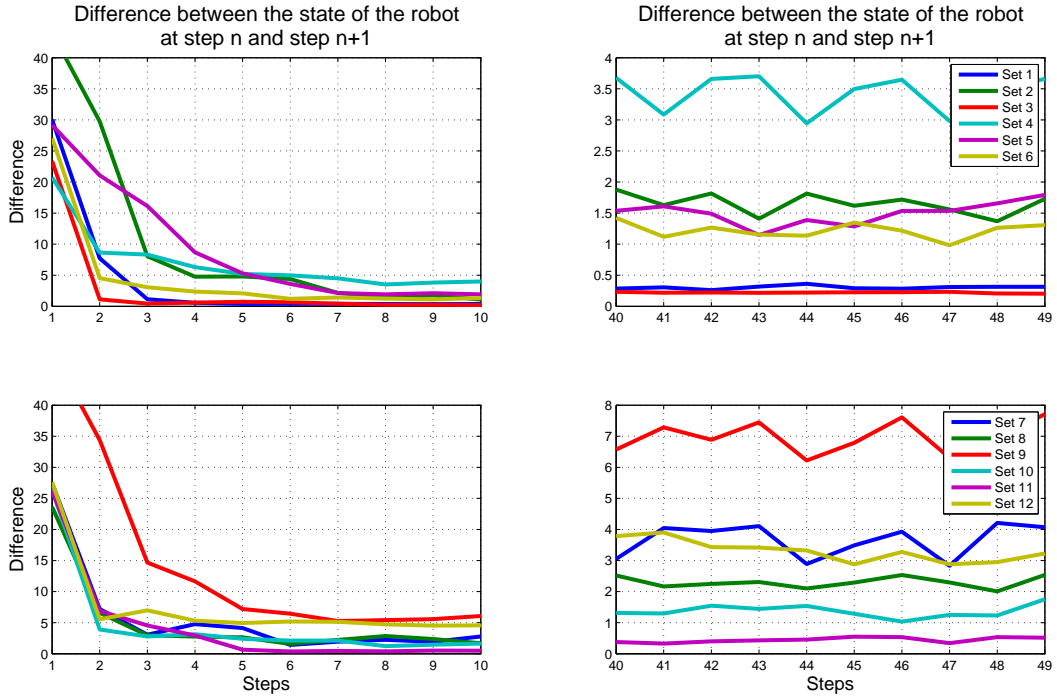 Difference between the state of the robot
at step n and step n+1
Difference
40
35
30
25
20
15
10
5
0
1 2 3 4 5 6 7 8 9 10
Difference between the state of the robot
at step n and step n+1
4
3.5
3
2.5
2
1.5
1
0.5
0
40 41 42 43 44 45 46 47 48 49
Set 1
Set 2
Set 3
Set 4
Set 5
Set 6
Difference
40
35
30
25
20
15
10
5
0
1 2 3 4 5 6 7 8 9 10
Steps
8
7
6
5
4
3
2
1
0
40 41 42 43 44 45 46 47 48 49
Steps
Set 7
Set 8
Set 9
Set 10
Set 11
Set 12